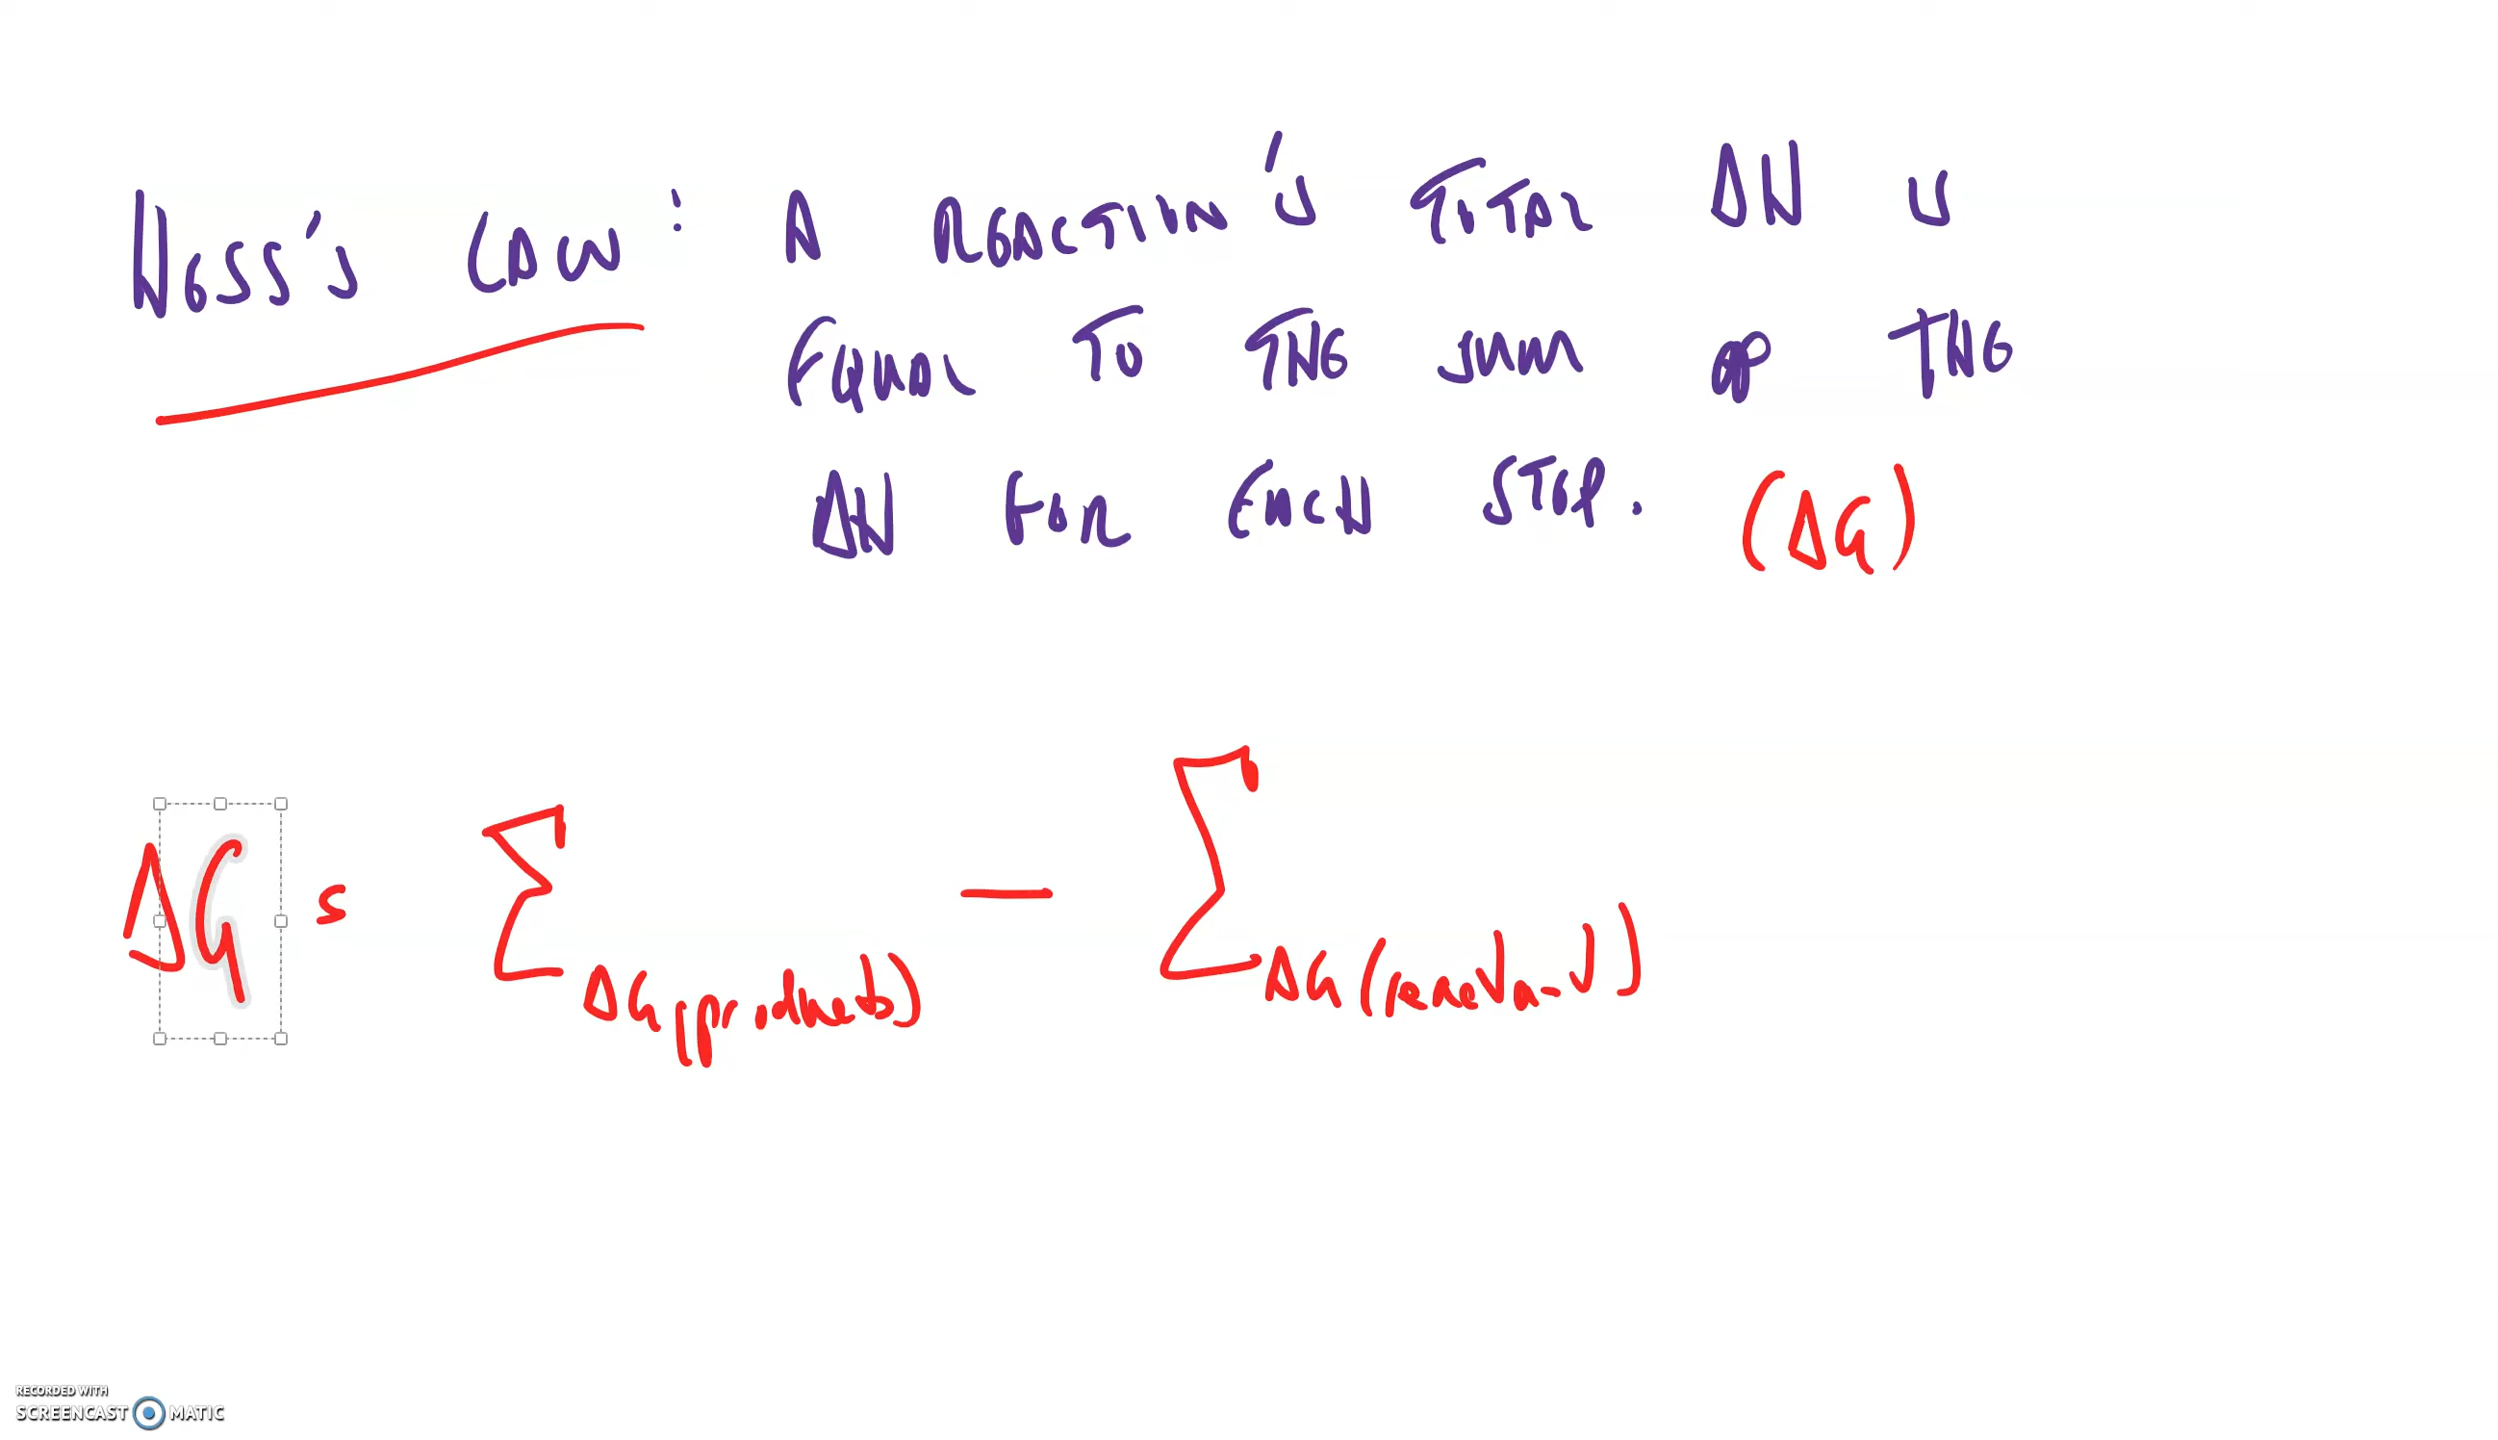 HESS'S LAW: A REACTION'S TOTAL ΔH IS
EQUAL TO THE SUM OF THE
ΔH FOR EACH STEP. (ΔG)
ΔG = Σ ΔG(products) - Σ ΔG(reactants)
RECORDED WITH
SCREENCAST MATIC